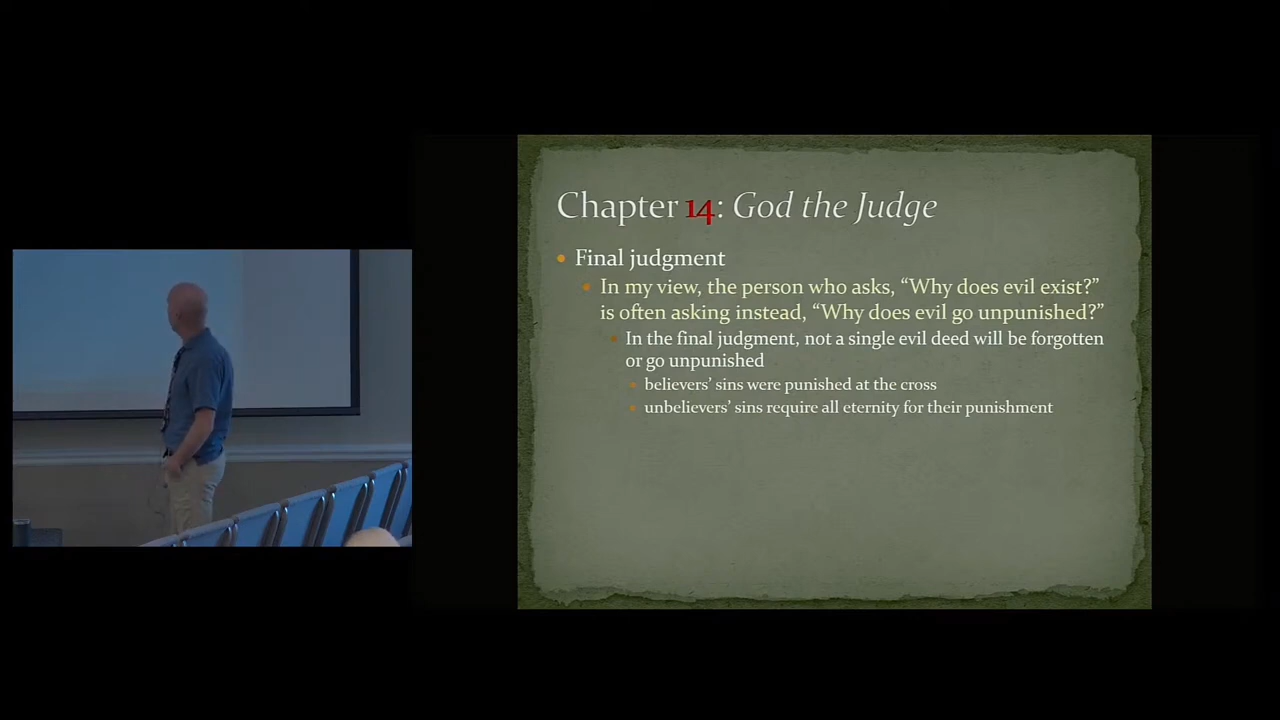 Chapter 14: God the Judge
Final judgment
In my view, the person who asks, “Why does evil exist?”
is often asking instead, “Why does evil go unpunished?”
In the final judgment, not a single evil deed will be forgotten
or go unpunished
believers’ sins were punished at the cross
unbelievers’ sins require all eternity for their punishment